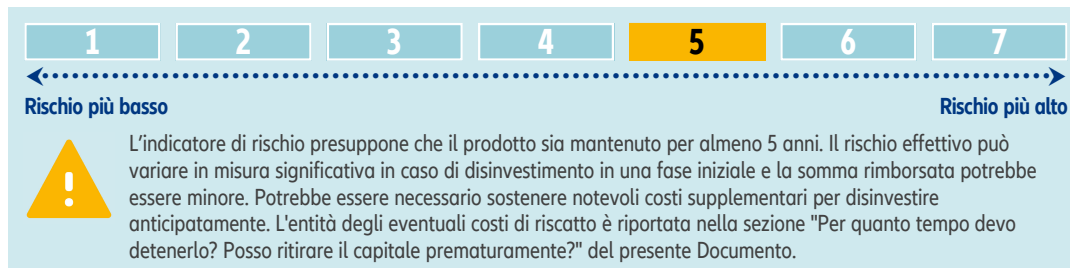 1 2 3 4 5 6 7
Rischio più basso Rischio più alto
L'indicatore di rischio presuppone che il prodotto sia mantenuto per almeno 5 anni. Il rischio effettivo può
variare in misura significativa in caso di disinvestimento in una fase iniziale e la somma rimborsata potrebbe
essere minore. Potrebbe essere necessario sostenere notevoli costi supplementari per disinvestire
anticipatamente. L'entità degli eventuali costi di riscatto è riportata nella sezione "Per quanto tempo devo
detenerlo? Posso ritirare il capitale prematuramente?" del presente Documento.